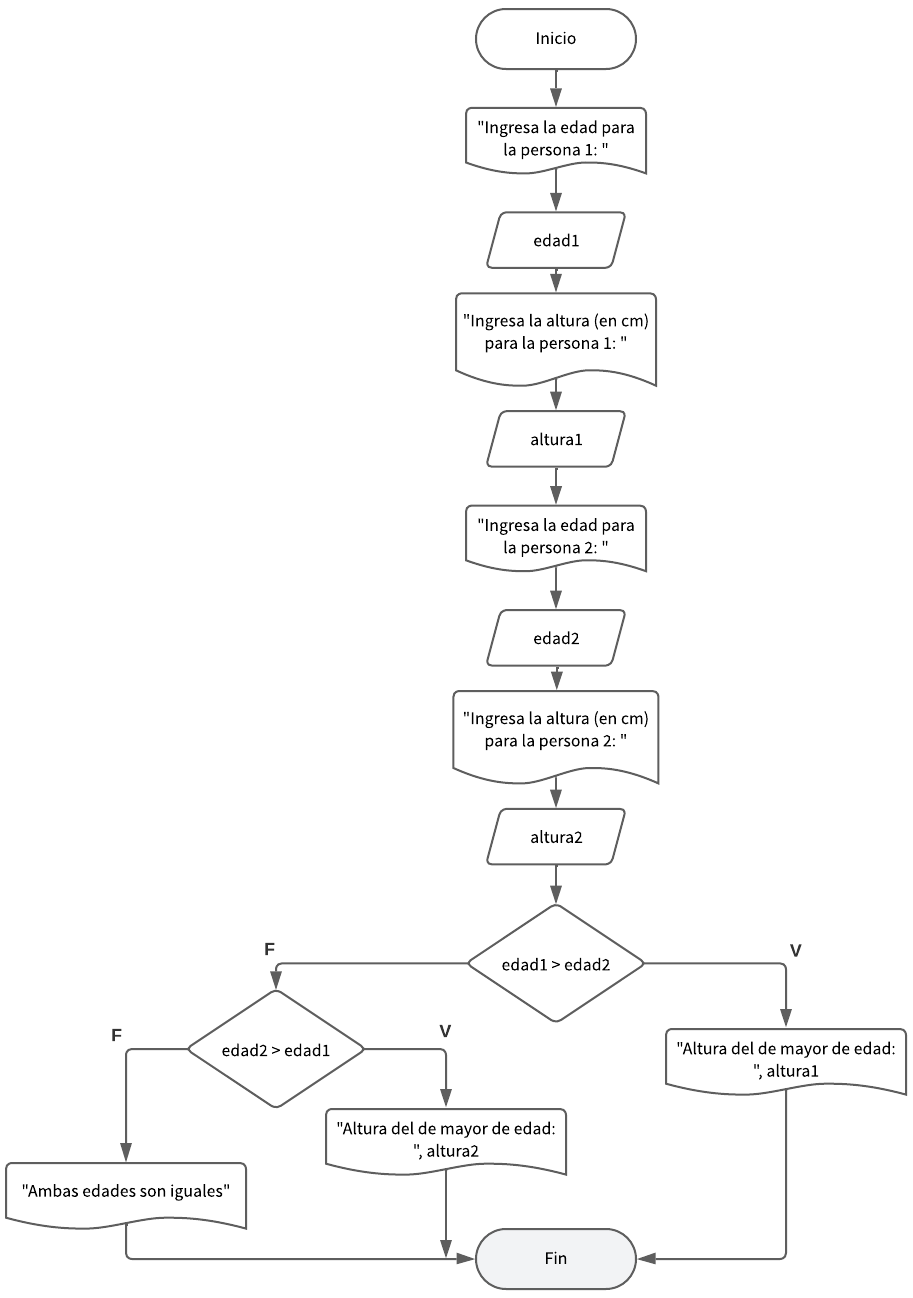 Inicio
"Ingresa la edad para
la persona 1: "
edad1
"Ingresa la altura (en cm)
para la persona 1: "
altura1
"Ingresa la edad para
la persona 2: "
edad2
"Ingresa la altura (en cm)
para la persona 2: "
altura2
edad1 > edad2
F
V
edad2 > edad1
F
V
"Altura del de mayor de edad:
", altura1
"Altura del de mayor de edad:
", altura2
"Ambas edades son iguales"
Fin